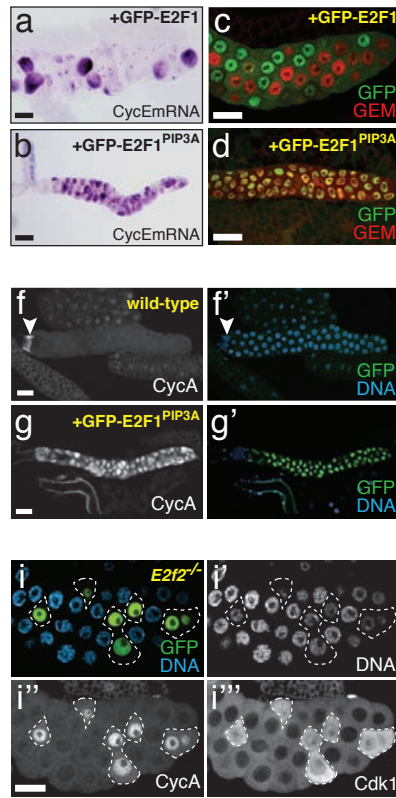 a +GFP-E2F1
CycEmRNA
c +GFP-E2F1
GFP
GEM
b +GFP-E2F1PIP3A
CycEmRNA
d +GFP-E2F1PIP3A
GFP
GEM
f wild-type
CycA
f'
GFP
DNA
g +GFP-E2F1PIP3A
CycA
g'
GFP
DNA
i E2f2-/-
GFP
DNA
i'
DNA
i''
CycA
i'''
Cdk1